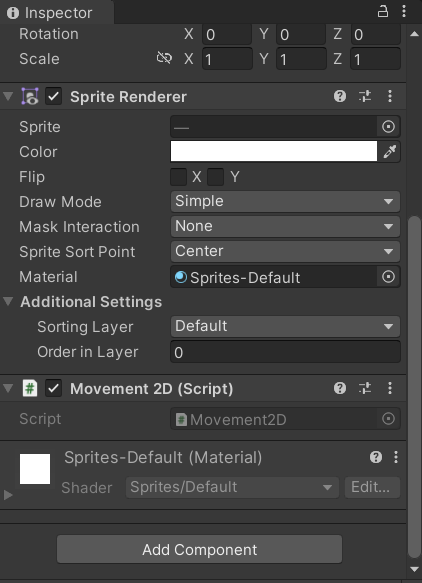 Inspector
Rotation X 0 Y 0 Z 0
Scale X 1 Y 1 Z 1
Sprite Renderer
Sprite —
Color
Flip X Y
Draw Mode Simple
Mask Interaction None
Sprite Sort Point Center
Material Sprites-Default
Additional Settings
Sorting Layer Default
Order in Layer 0
# Movement 2D (Script)
Script # Movement2D
Sprites-Default (Material)
Shader Sprites/Default Edit...
Add Component